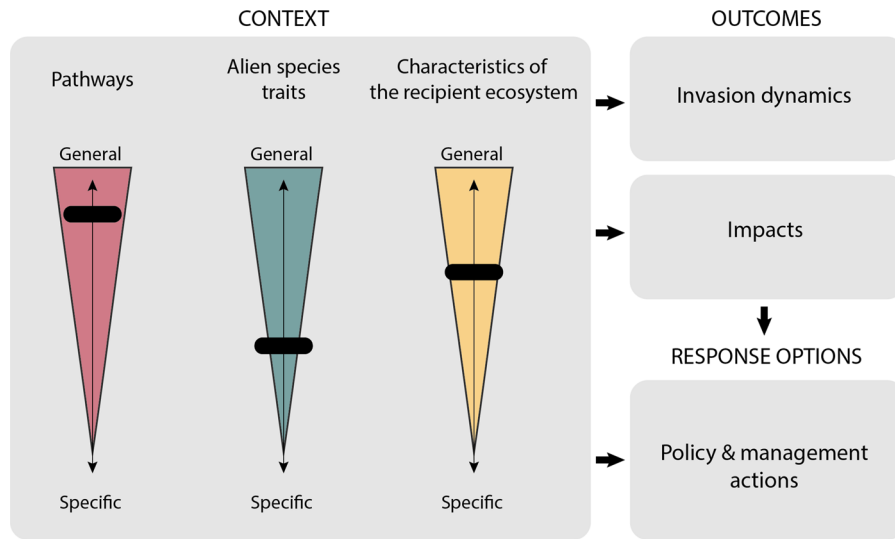 CONTEXT
Pathways
Alien species
traits
Characteristics of
the recipient ecosystem
General
General
General
Specific
Specific
Specific
OUTCOMES
Invasion dynamics
Impacts
RESPONSE OPTIONS
Policy & management
actions